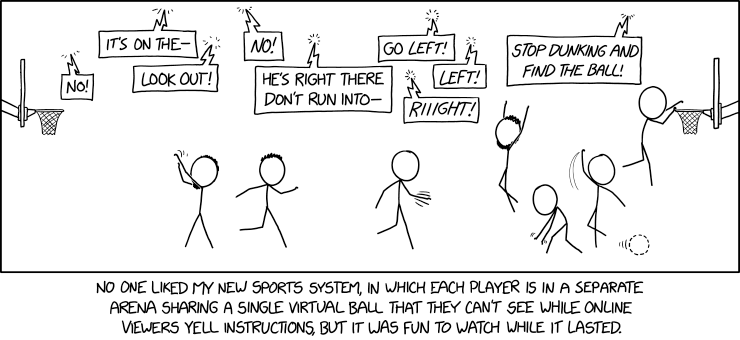 NO!
IT'S ON THE—
LOOK OUT!
NO!
HE'S RIGHT THERE
DON'T RUN INTO—
GO LEFT!
LEFT!
RIIIGHT!
STOP DUNKING AND
FIND THE BALL!
NO ONE LIKED MY NEW SPORTS SYSTEM, IN WHICH EACH PLAYER IS IN A SEPARATE
ARENA SHARING A SINGLE VIRTUAL BALL THAT THEY CAN'T SEE WHILE ONLINE
VIEWERS YELL INSTRUCTIONS, BUT IT WAS FUN TO WATCH WHILE IT LASTED.